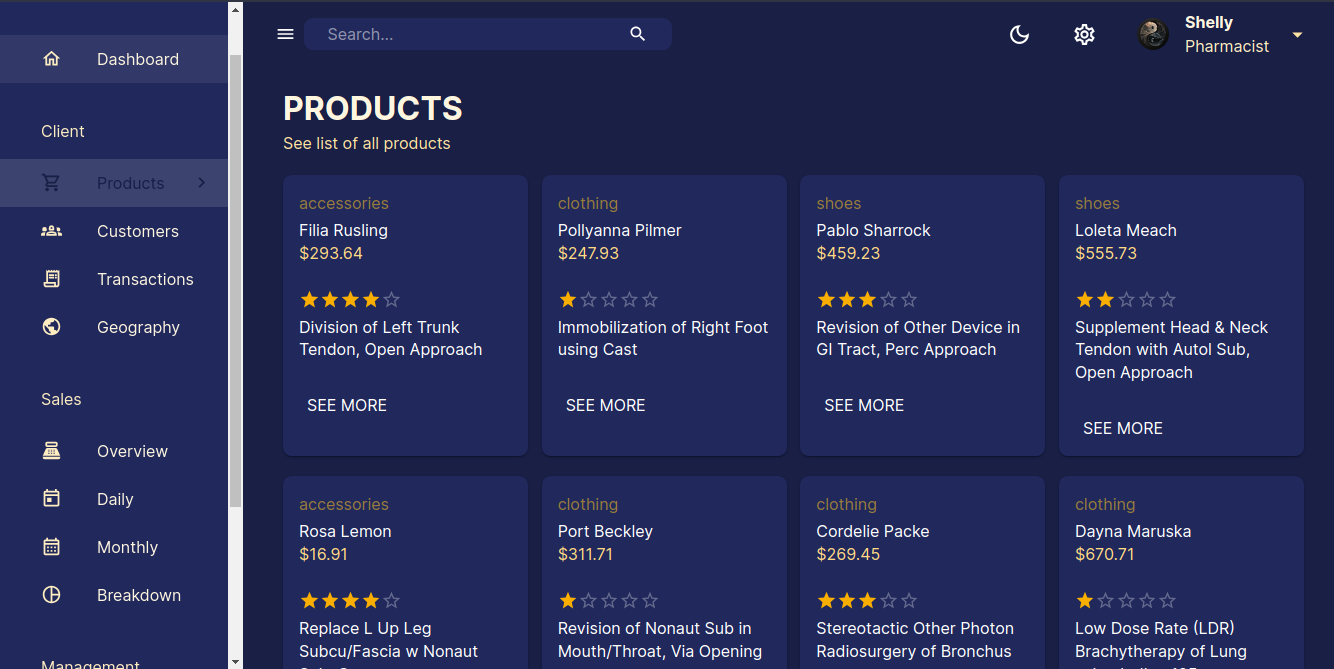 Dashboard
Client
Products
Customers
Transactions
Geography
Sales
Overview
Daily
Monthly
Breakdown
Management
Search...
Shelly
Pharmacist
PRODUCTS
See list of all products
accessories
Filia Rusling
$293.64
Division of Left Trunk
Tendon, Open Approach
SEE MORE
clothing
Pollyanna Pilmer
$247.93
Immobilization of Right Foot
using Cast
SEE MORE
shoes
Pablo Sharrock
$459.23
Revision of Other Device in
GI Tract, Perc Approach
SEE MORE
shoes
Loleta Meach
$555.73
Supplement Head & Neck
Tendon with Autol Sub,
Open Approach
SEE MORE
accessories
Rosa Lemon
$16.91
Replace L Up Leg
Subcu/Fascia w Nonaut
clothing
Port Beckley
$311.71
Revision of Nonaut Sub in
Mouth/Throat, Via Opening
clothing
Cordelie Packe
$269.45
Stereotactic Other Photon
Radiosurgery of Bronchus
clothing
Dayna Maruska
$670.71
Low Dose Rate (LDR)
Brachytherapy of Lung